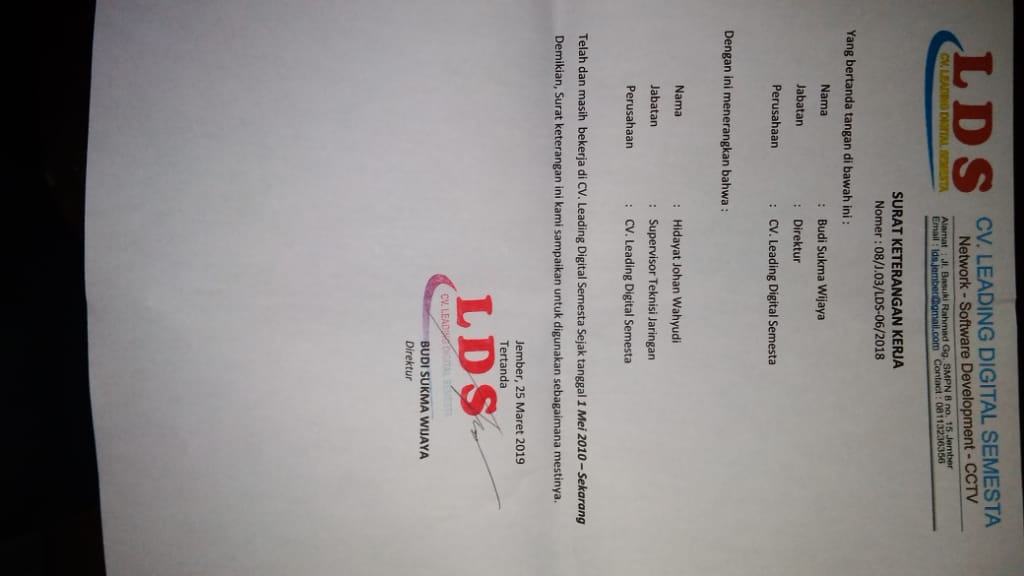 LDS
CV. LEADING DIGITAL SEMESTA
CV. LEADING DIGITAL SEMESTA
Network - Software Development - CCTV
Alamat : Jl. Basuki Rahmad Gg. SMPN 8 no. 15 Jember
Email : lds.jember@gmail.com Contact : 08113236356
SURAT KETERANGAN KERJA
Nomer : 08/J.03/LDS-06/2018
Yang bertanda tangan di bawah ini :
Nama : Budi Sukma Wijaya
Jabatan : Direktur
Perusahaan : CV. Leading Digital Semesta
Dengan ini menerangkan bahwa :
Nama : Hidayat Johan Wahyudi
Jabatan : Supervisor Teknisi Jaringan
Perusahaan : CV. Leading Digital Semesta
Telah dan masih bekerja di CV. Leading Digital Semesta Sejak tanggal 1 Mei 2010 – Sekarang
Demikian, Surat keterangan ini kami sampaikan untuk digunakan sebagaimana mestinya.
Jember, 25 Maret 2019
Tertanda
LDS
CV. LEADING DIGITAL SEMESTA
BUDI SUKMA WIJAYA
Direktur